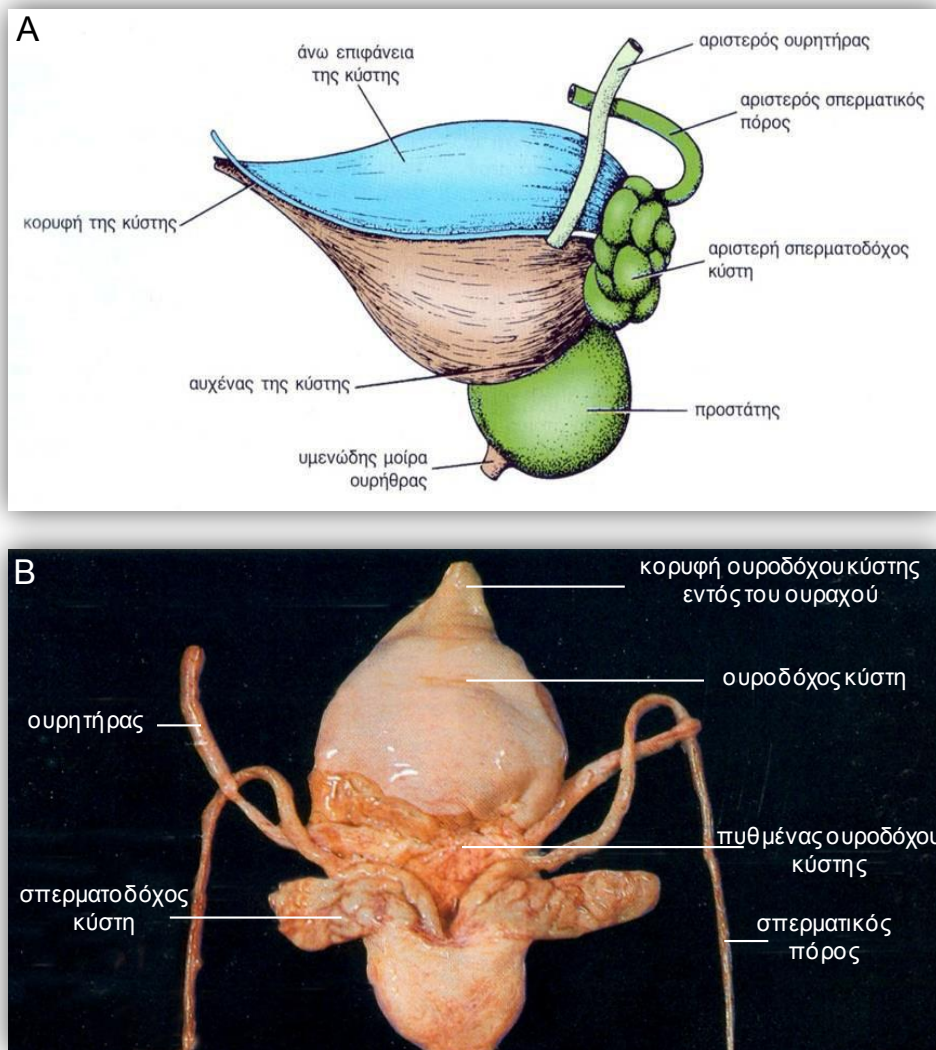 A
άνω επιφάνεια
της κύστης
αριστερός ουρητήρας
αριστερός σπερματικός
πόρος
κορυφή της κύστης
αριστερή σπερματοδόχος
κύστη
αυχένας της κύστης
προστάτης
υμενώδης μοίρα
ουρήθρας
B
κορυφή ουροδόχου κύστης
εντός του ουραχού
ουροδόχος κύστη
ουρητήρας
πυθμένας ουροδόχου
κύστης
σπερματοδόχος
κύστη
σπερματικός
πόρος